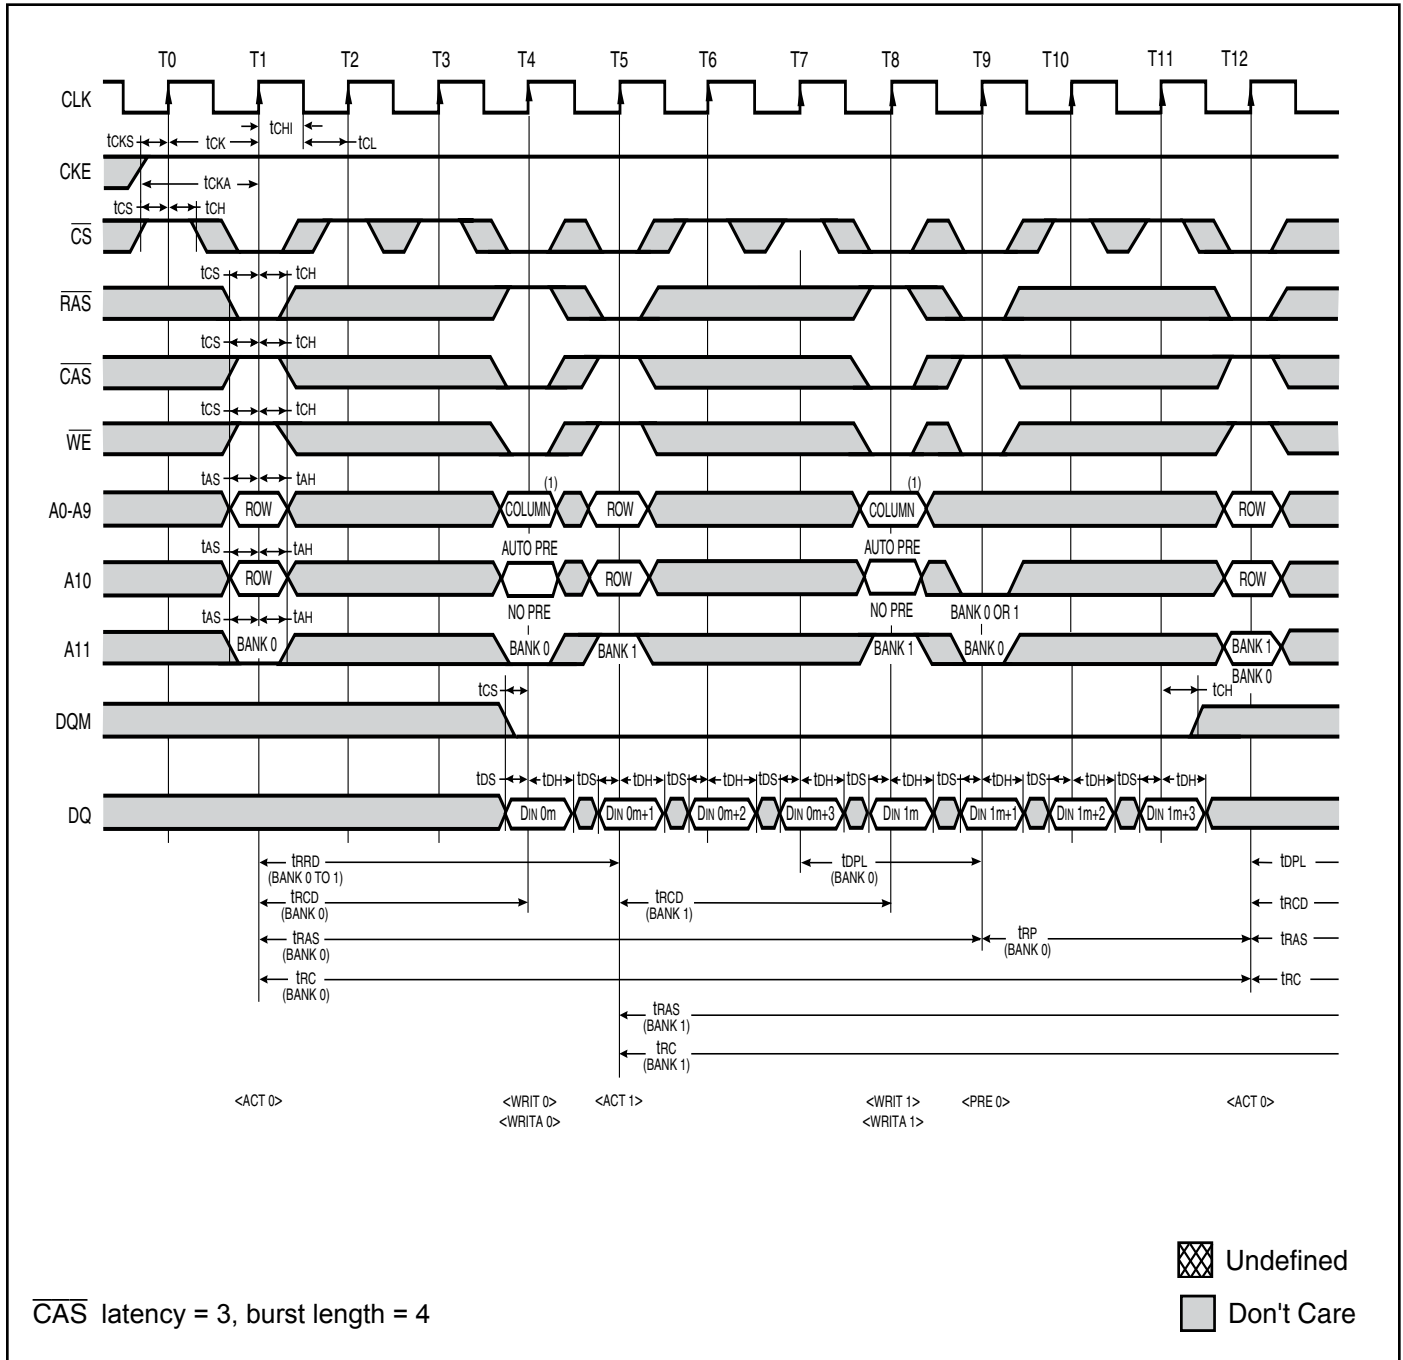 T0 T1 T2 T3 T4 T5 T6 T7 T8 T9 T10 T11 T12
CLK
tCHI
tCKS tCK tCL
CKE
tCKA
tCS tCH
CS
tCS tCH
RAS
tCS tCH
CAS
tCS tCH
WE
tAS tAH (1) (1)
A0-A9 ROW COLUMN ROW COLUMN ROW
tAS tAH AUTO PRE AUTO PRE
A10 ROW ROW ROW
NO PRE NO PRE BANK 0 OR 1
tAS tAH
A11 BANK 0 BANK 0 BANK 1 BANK 1 BANK 0 BANK 1
BANK 0
tCS tCH
DQM
tDS tDH tDS tDH tDS tDH tDS tDH tDS tDH tDS tDH tDS tDH tDS tDH
DQ DIN 0m DIN 0m+1 DIN 0m+2 DIN 0m+3 DIN 1m DIN 1m+1 DIN 1m+2 DIN 1m+3
tRRD tDPL tDPL
(BANK 0 TO 1) (BANK 0)
tRCD tRCD tRCD
(BANK 0) (BANK 1)
tRAS tRP tRAS
(BANK 0) (BANK 0)
tRC tRC
(BANK 0)
tRAS
(BANK 1)
tRC
(BANK 1)
<ACT 0> <WRIT 0> <ACT 1> <WRIT 1> <PRE 0> <ACT 0>
<WRITA 0> <WRITA 1>
Undefined
CAS latency = 3, burst length = 4
Don't Care